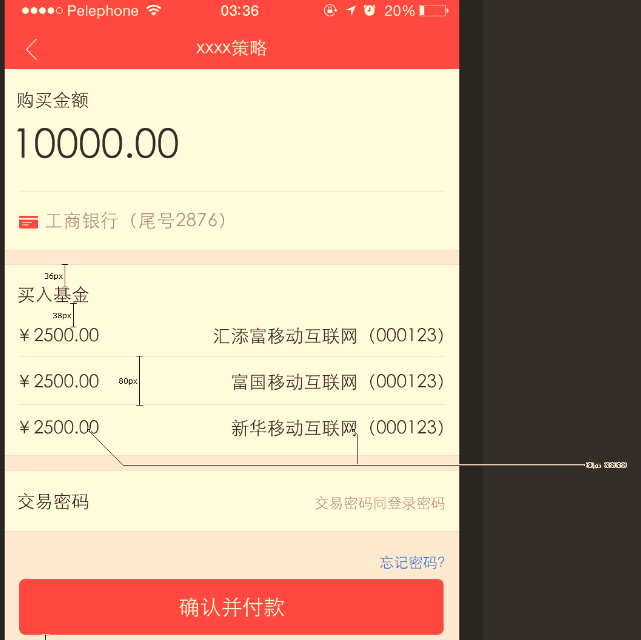 Pelephone 03:36 20%
xxxx策略
购买金额
10000.00
工商银行（尾号2876）
36px
买入基金
38px
￥2500.00 汇添富移动互联网（000123）
80px
￥2500.00 富国移动互联网（000123）
￥2500.00 新华移动互联网（000123）
交易密码 交易密码同登录密码
忘记密码?
确认并付款